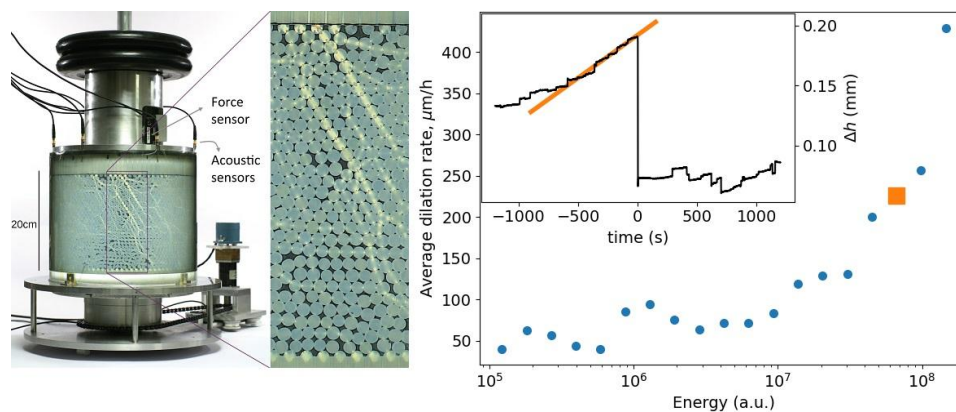 Force
sensor
Acoustic
sensors
20cm
Average dilation rate, μm/h
400
350
300
250
200
150
100
50
10⁵
10⁶
10⁷
10⁸
Energy (a.u.)
0.20
0.15
0.10
Δh (mm)
−1000
−500
0
500
1000
time (s)